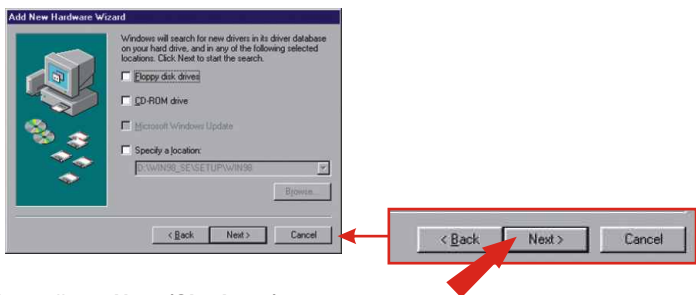 Add New Hardware Wizard
Windows will search for new drivers in its driver database
on your hard drive, and in any of the following selected
locations. Click Next to start the search.
Floppy disk drives
CD-ROM drive
Microsoft Windows Update
Specify a location:
D:\WIN98_SE\SETUP\WIN98
Browse...
< Back Next > Cancel
< Back Next > Cancel